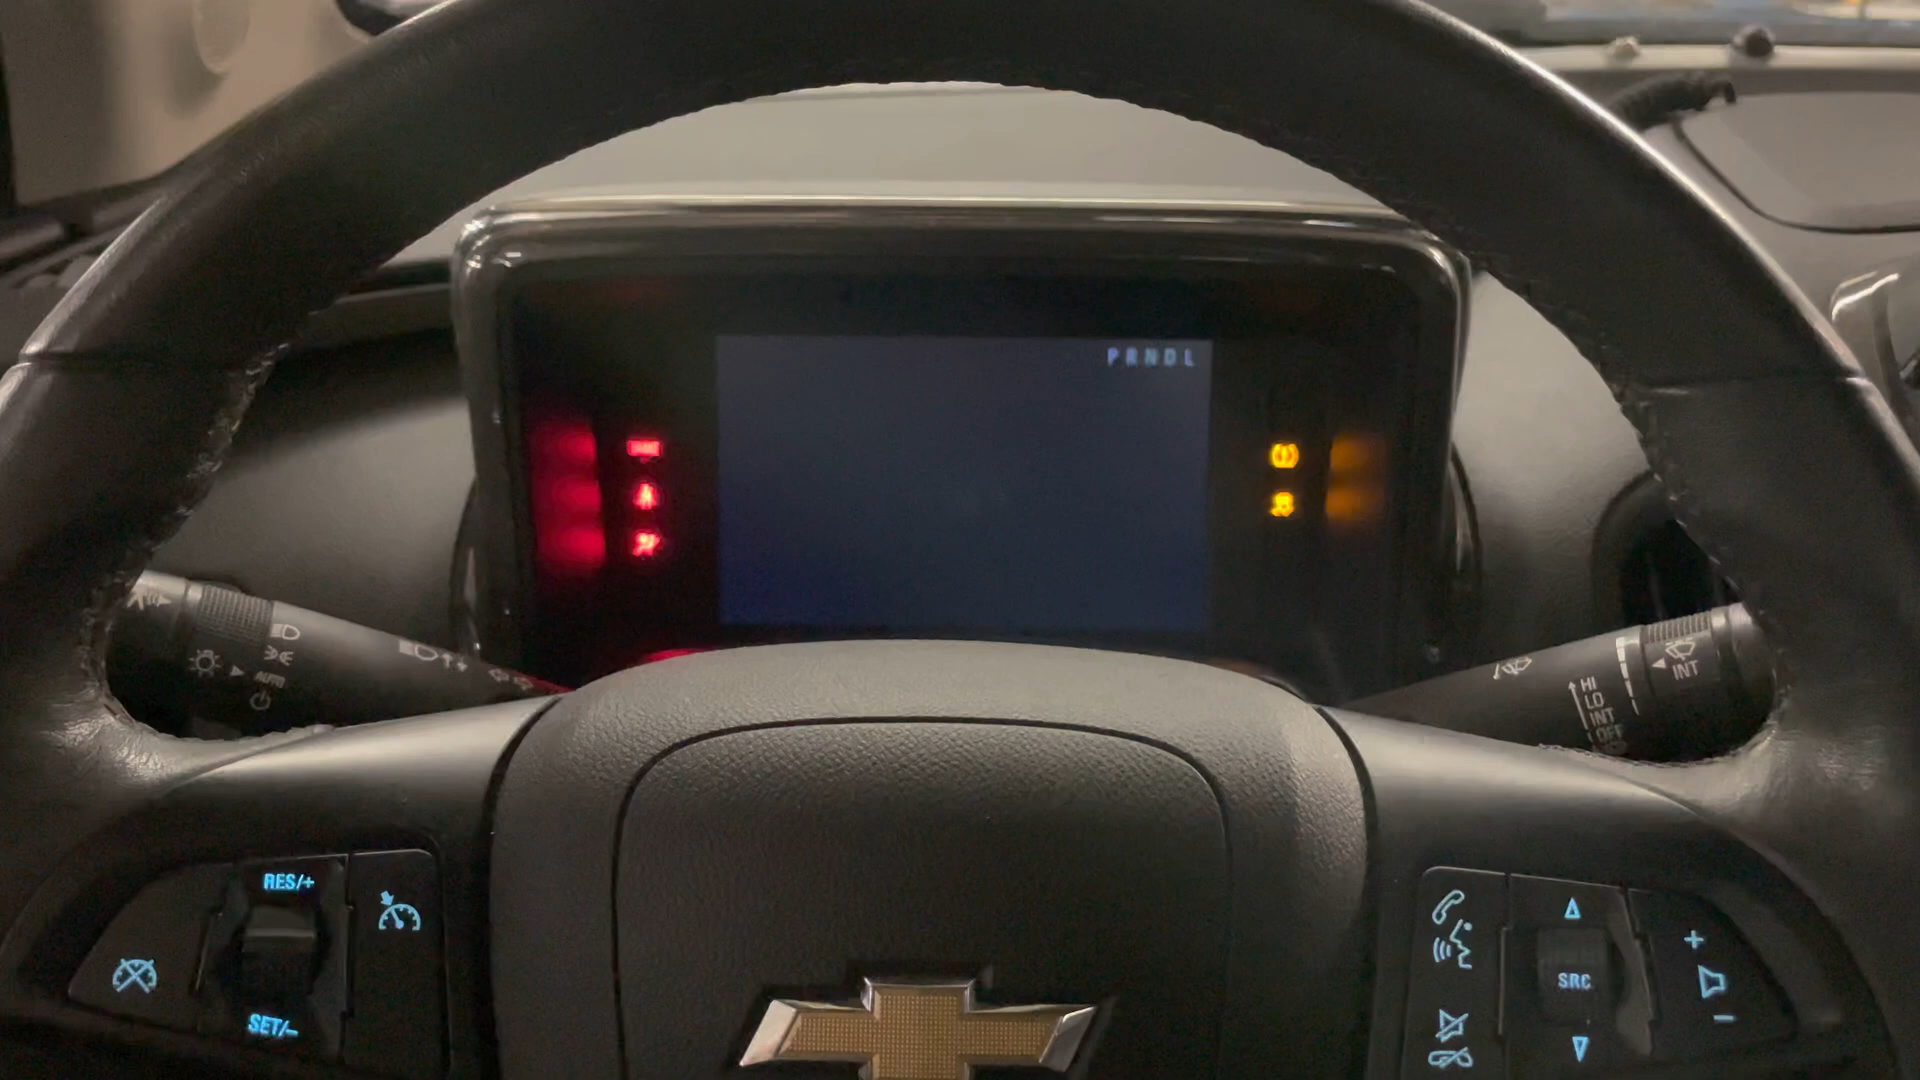 PRNDL
AUTO
INT
HI
LO
INT
OFF
RES/+
SET/-
SRC
+
-